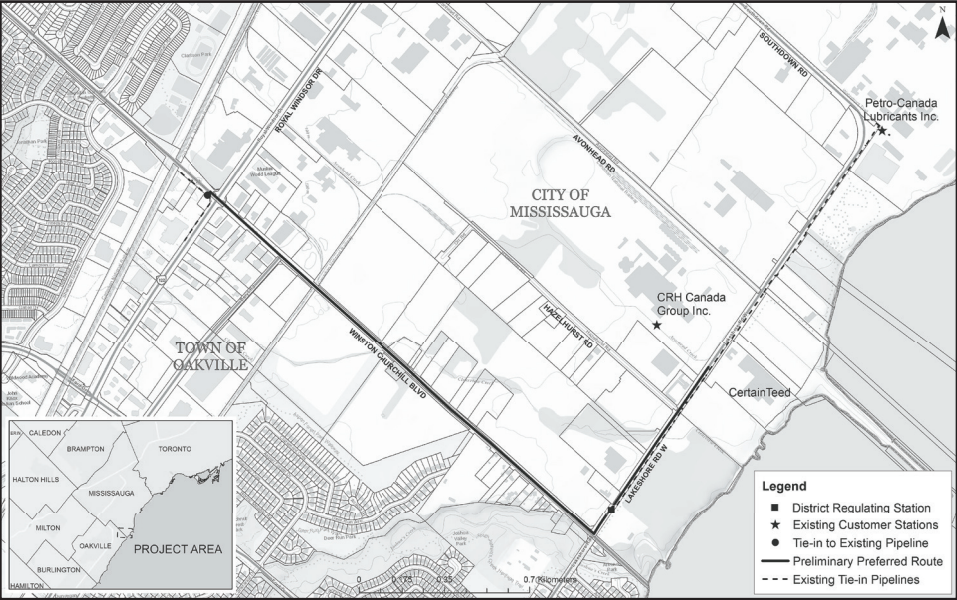 N
SOUTHDOWN RD
Petro-Canada
Lubricants Inc.
ROYAL WINDSOR DR
AVONHEAD RD
CITY OF
MISSISSAUGA
CRH Canada
Group Inc.
HAZELHURST RD
WINSTON CHURCHILL BLVD
TOWN OF
OAKVILLE
CertainTeed
LAKESHORE RD W
CALEDON
BRAMPTON
TORONTO
HALTON HILLS
MISSISSAUGA
MILTON
OAKVILLE
BURLINGTON
HAMILTON
PROJECT AREA
0 0.175 0.35 0.7 Kilometers
Legend
District Regulating Station
Existing Customer Stations
Tie-in to Existing Pipeline
Preliminary Preferred Route
Existing Tie-in Pipelines